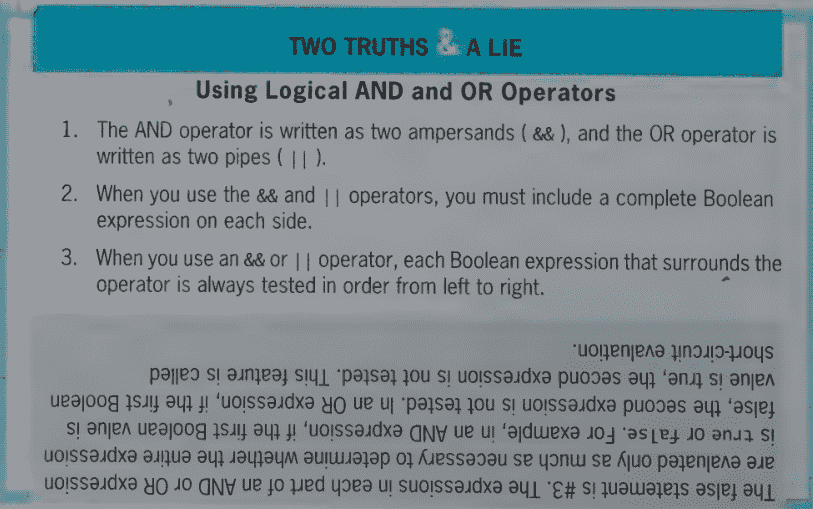 TWO TRUTHS & A LIE
Using Logical AND and OR Operators
1. The AND operator is written as two ampersands ( && ), and the OR operator is
written as two pipes ( || ).
2. When you use the && and || operators, you must include a complete Boolean
expression on each side.
3. When you use an && or || operator, each Boolean expression that surrounds the
operator is always tested in order from left to right.
The false statement is #3. The expressions in each part of an AND or OR expression
are evaluated only as much as necessary to determine whether the entire expression
is true or false. For example, in an AND expression, if the first Boolean value is
false, the second expression is not tested. In an OR expression, if the first Boolean
value is true, the second expression is not tested. This feature is called
short-circuit evaluation.